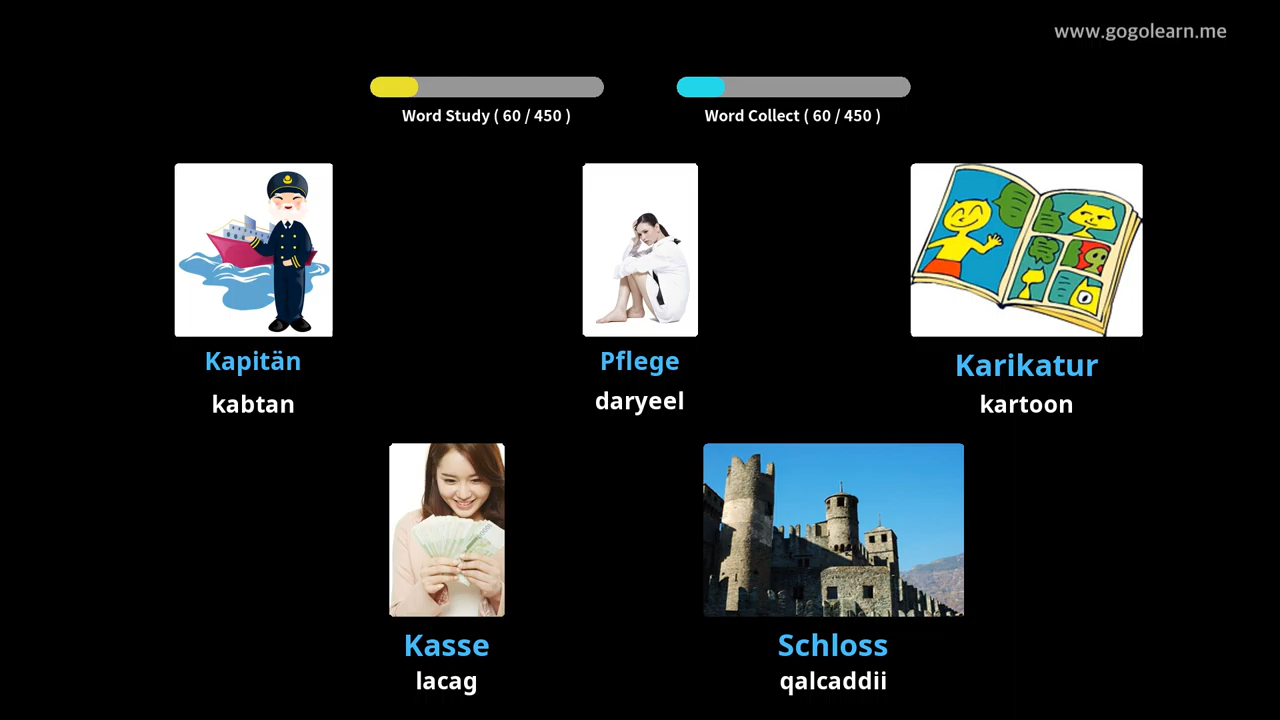 www.gogolearn.me
Word Study ( 60 / 450 )
Word Collect ( 60 / 450 )
Kapitän
kabtan
Pflege
daryeel
Karikatur
kartoon
Kasse
lacag
Schloss
qalcaddii